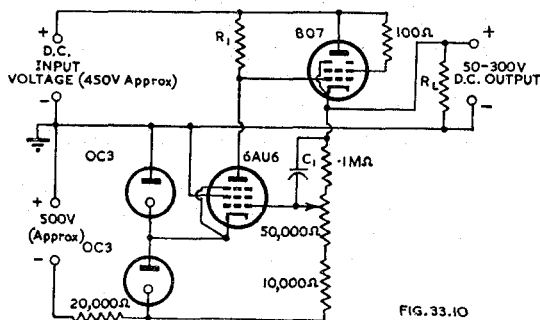 +
D.C.
INPUT
VOLTAGE (450V Approx)
-
R1
807
100Ω
+
50-300V
D.C. OUTPUT
-
RL
OC3
6AU6
C1
·1MΩ
+
500V
(Approx)
-
OC3
50,000Ω
10,000Ω
20,000Ω
FIG. 33.10